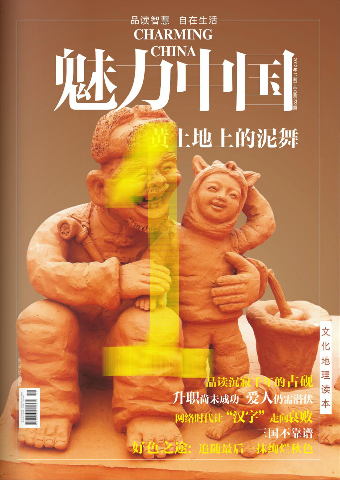 品读智慧 自在生活
CHARMING
CHINA
魅力中国
黄土地上的泥舞
文化地理读本
品读沉寂千年的古砚
升职尚未成功 爱人仍需潜伏
网络时代让“汉字”走向衰败
三国不靠谱
好色之途：追随最后一抹绚烂秋色
1